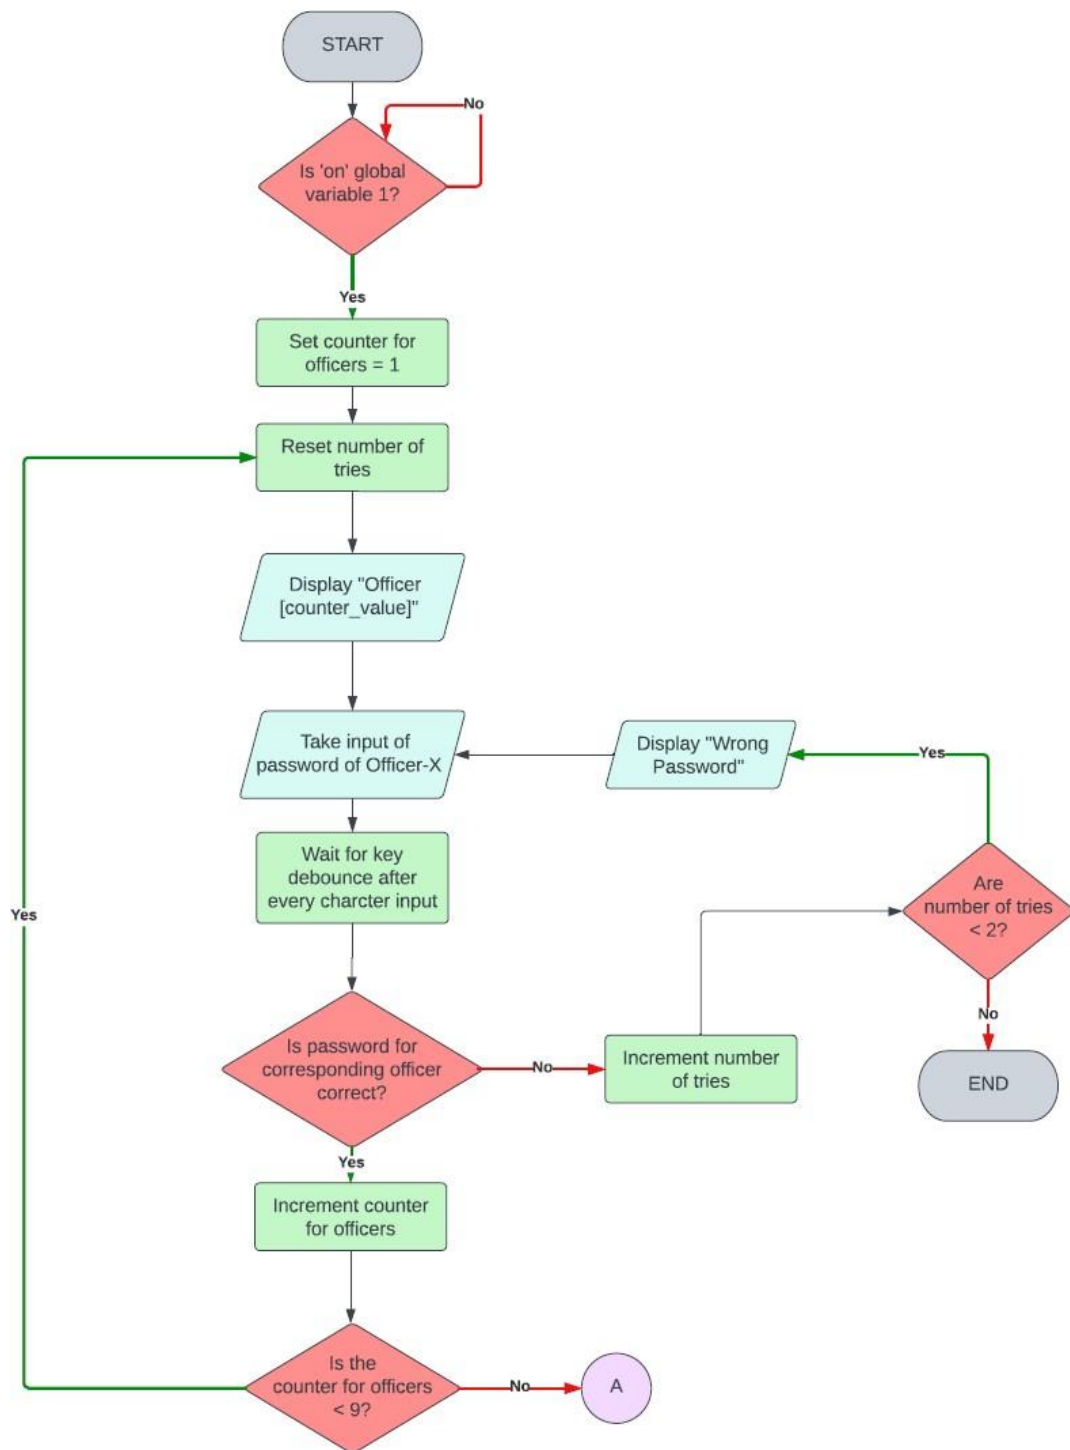 START
No
Is 'on' global
variable 1?
Yes
Set counter for
officers = 1
Reset number of
tries
Display "Officer
[counter_value]"
Take input of
password of Officer-X
Display "Wrong
Password"
Yes
Wait for key
debounce after
every charcter input
Are
number of tries
< 2?
Yes
No
Is password for
corresponding officer
correct?
No
Increment number
of tries
END
Yes
Increment counter
for officers
Is the
counter for officers
< 9?
No
A